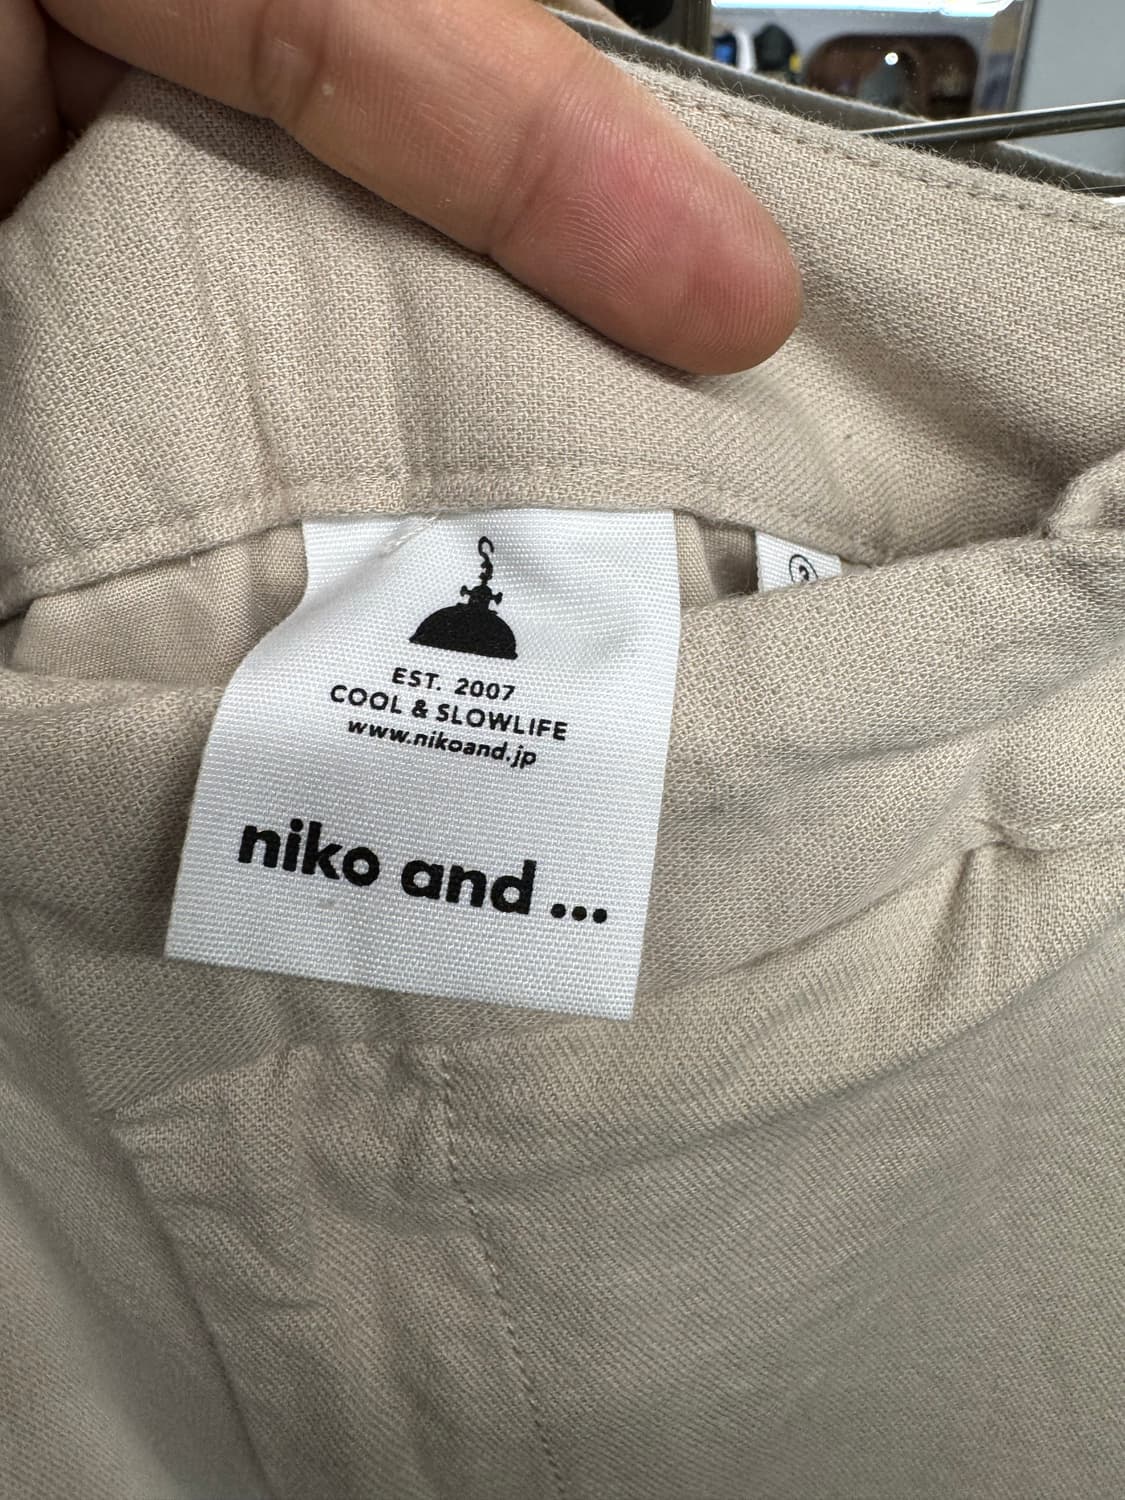 EST. 2007
COOL & SLOWLIFE
www.nikoand.jp
niko and ...